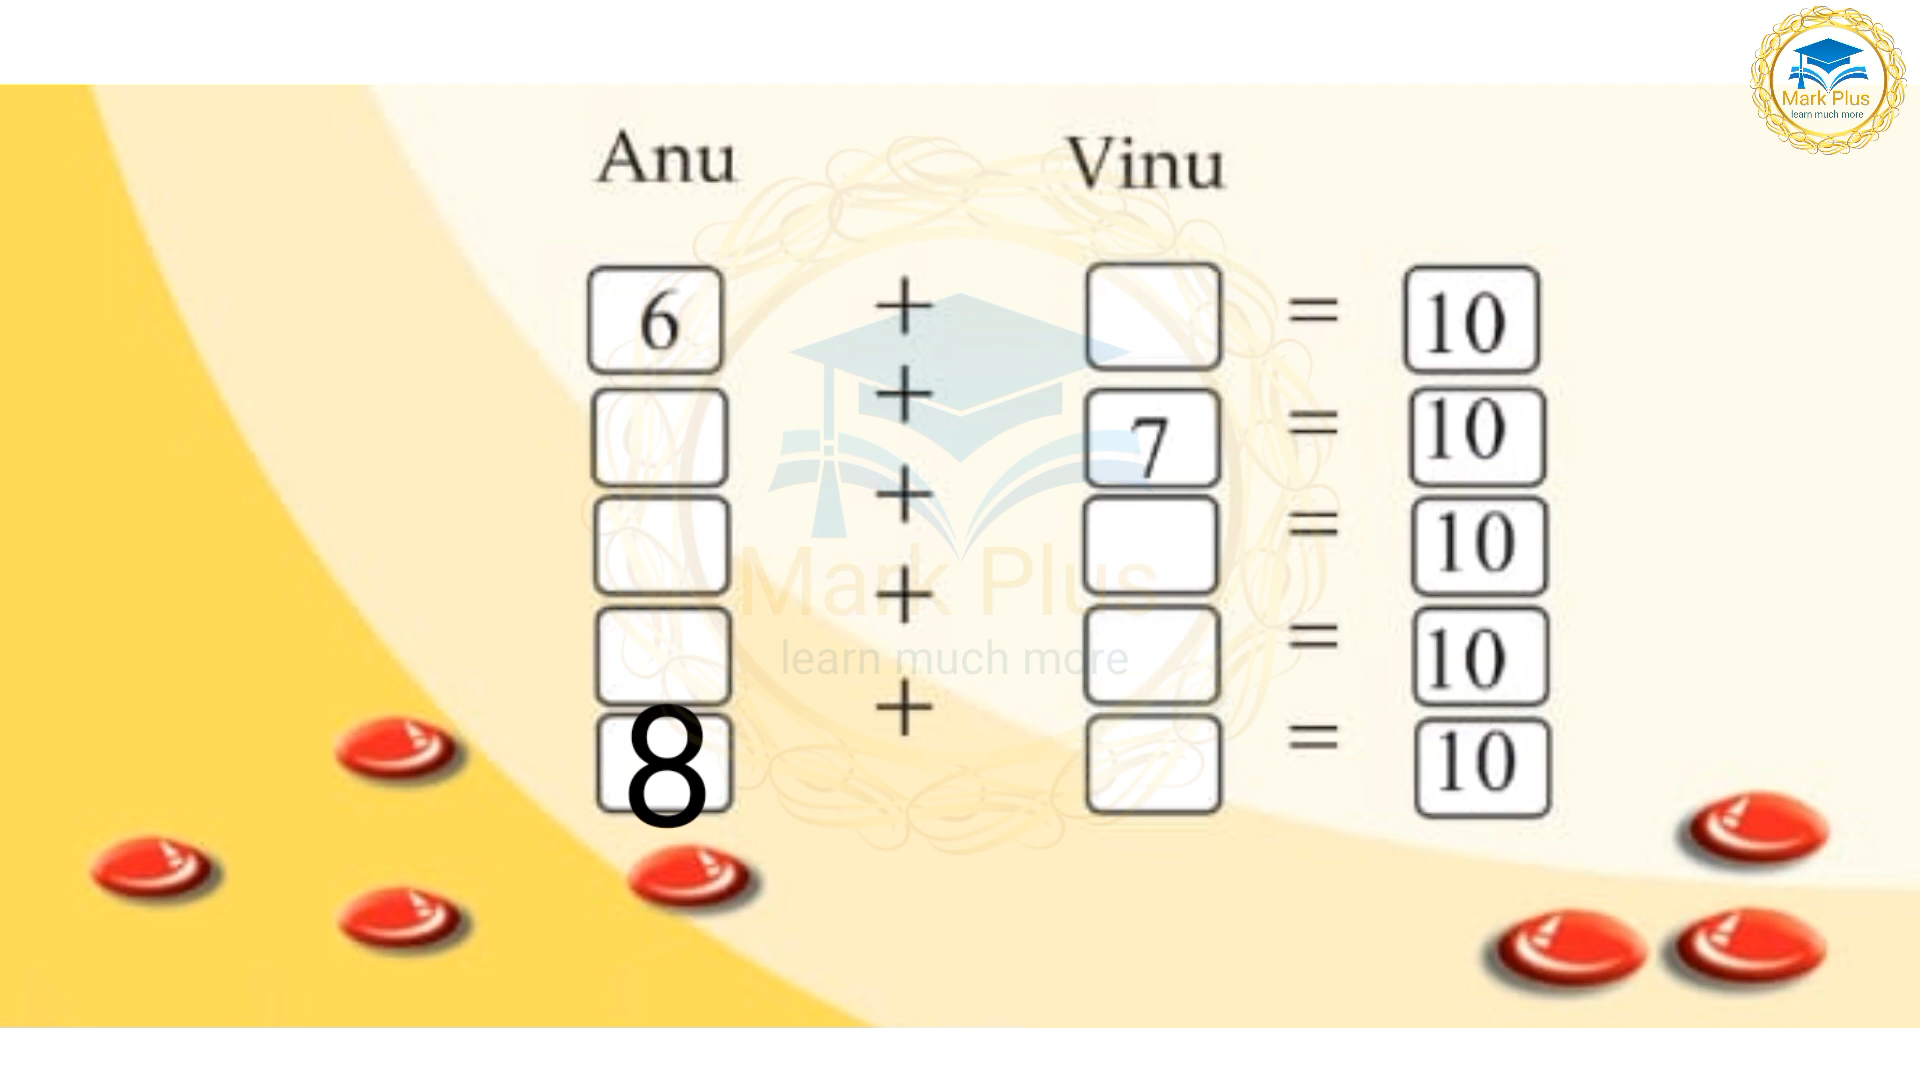 Mark Plus
learn much more
Anu Vinu
6 + = 10
+ 7 = 10
+ = 10
+ = 10
8 + = 10
Mark Plus
learn much more